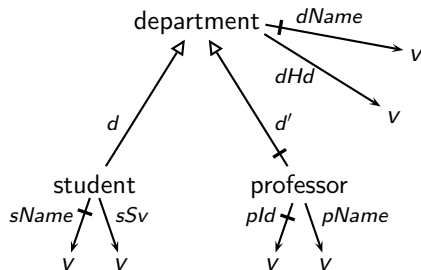 department
dName
v
dHd
v
d
d′
student
professor
sName
sSv
pId
pName
v
v
v
v